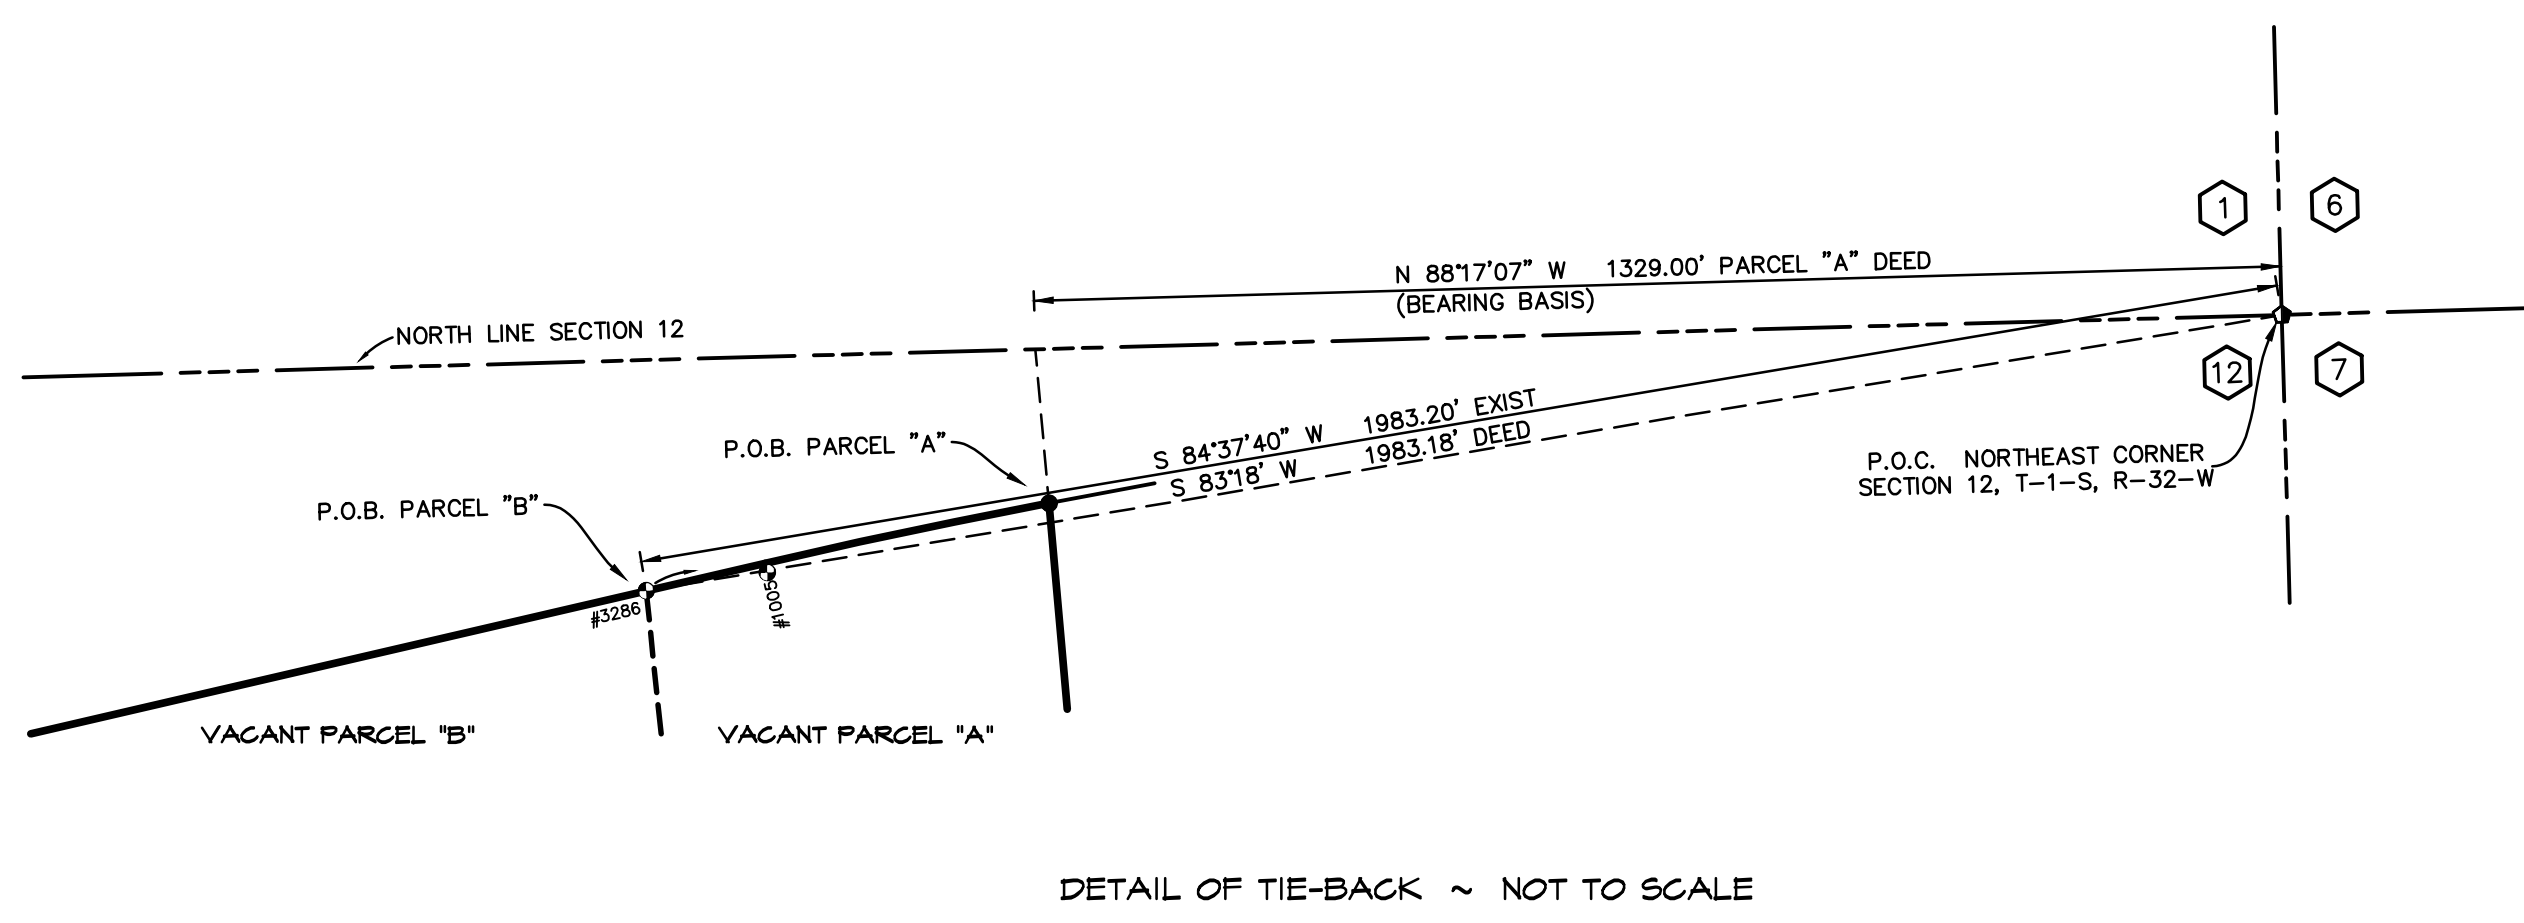 1
6
N 88°17'07" W 1329.00' PARCEL "A" DEED
(BEARING BASIS)
NORTH LINE SECTION 12
12
7
S 84°37'40" W 1983.20' EXIST
S 83°18' W 1983.18' DEED
P.O.B. PARCEL "A"
P.O.C. NORTHEAST CORNER
SECTION 12, T-1-S, R-32-W
P.O.B. PARCEL "B"
#3286
#1005
VACANT PARCEL "B"
VACANT PARCEL "A"
DETAIL OF TIE-BACK ~ NOT TO SCALE